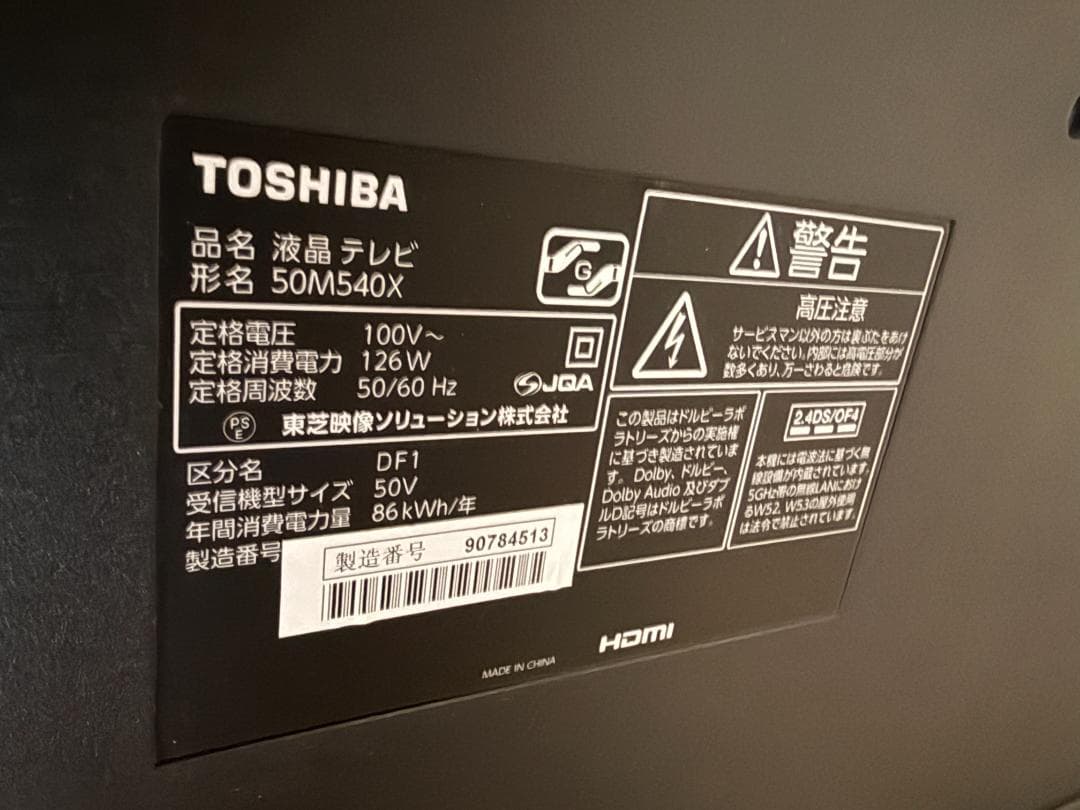 TOSHIBA
品名 液晶テレビ
形名 50M540X
G
定格電圧 100V～
定格消費電力 126W
定格周波数 50/60 Hz
JQA
PS
E
東芝映像ソリューション株式会社
区分名 DF1
受信機型サイズ 50V
年間消費電力量 86kWh/年
製造番号
製造番号 90784513
警告
高圧注意
サービスマン以外の方は裏ぶたをあけ
ないでください。内部には高電圧部分が
数多くあり、万一さわると危険です。
この製品はドルビーラボ
ラトリーズからの実施権
に基づき製造されていま
す。Dolby、ドルビー、
Dolby Audio 及びダブ
ルD記号はドルビーラボ
ラトリーズの商標です。
2.4DS/OF4
本機には電波法に基づく無
線設備が内蔵されています。
5GHz帯の無線LANにおけ
るW52、W53の屋外使用
は法令で禁止されています。
HDMI
MADE IN CHINA